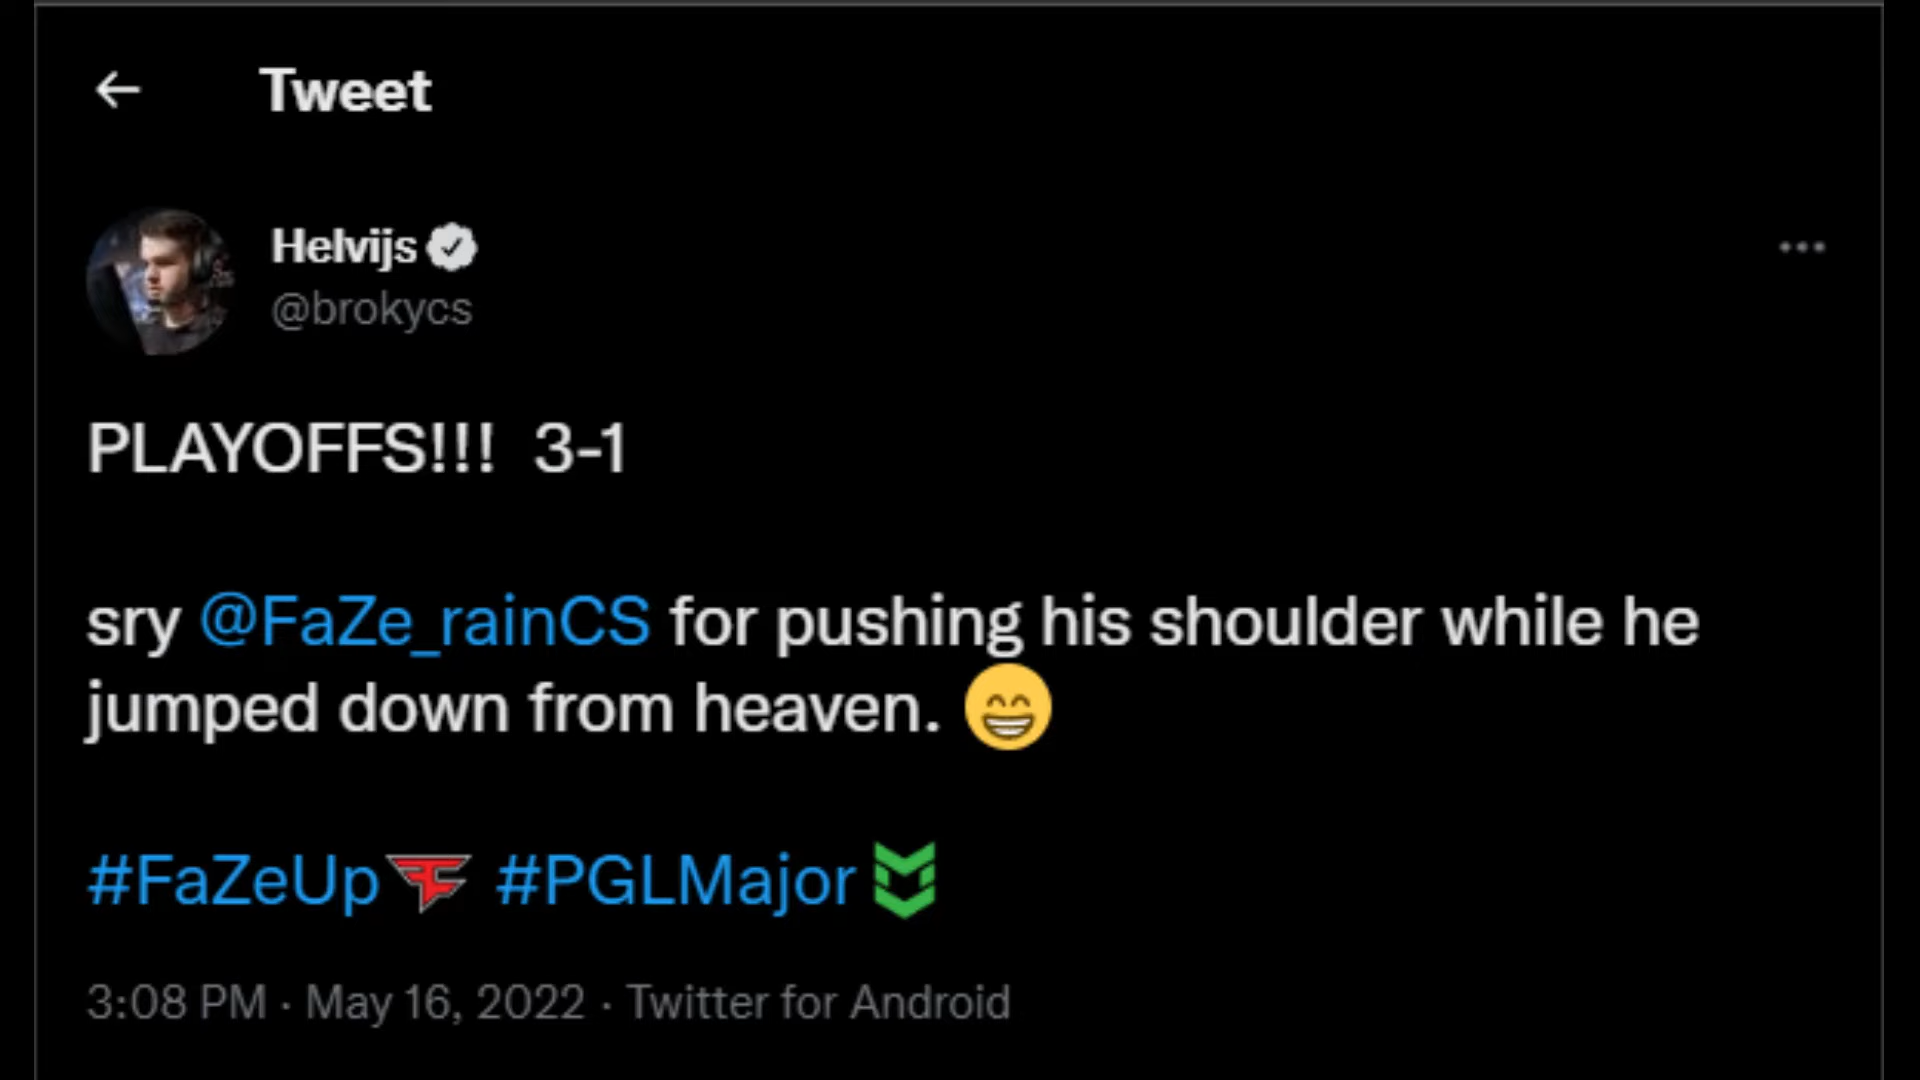 Tweet
Helvijs
@brokycs
PLAYOFFS!!! 3-1
sry @FaZe_rainCS for pushing his shoulder while he
jumped down from heaven. 😁
#FaZeUp #PGLMajor
3:08 PM · May 16, 2022 · Twitter for Android